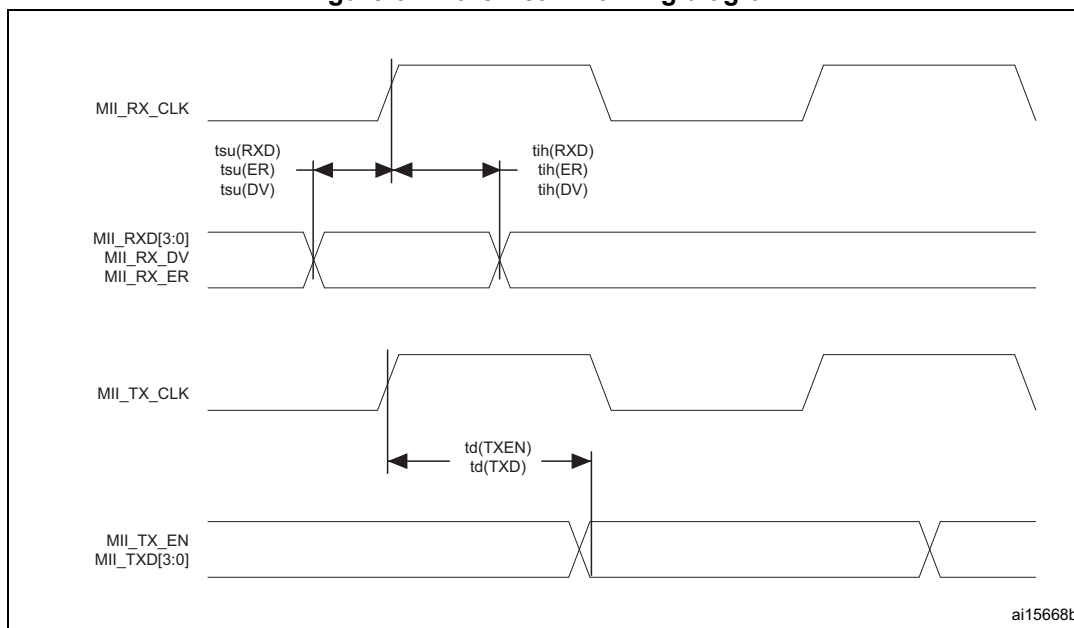 MII_RX_CLK
tsu(RXD)
tsu(ER)
tsu(DV)
tih(RXD)
tih(ER)
tih(DV)
MII_RXD[3:0]
MII_RX_DV
MII_RX_ER
MII_TX_CLK
td(TXEN)
td(TXD)
MII_TX_EN
MII_TXD[3:0]
ai15668b